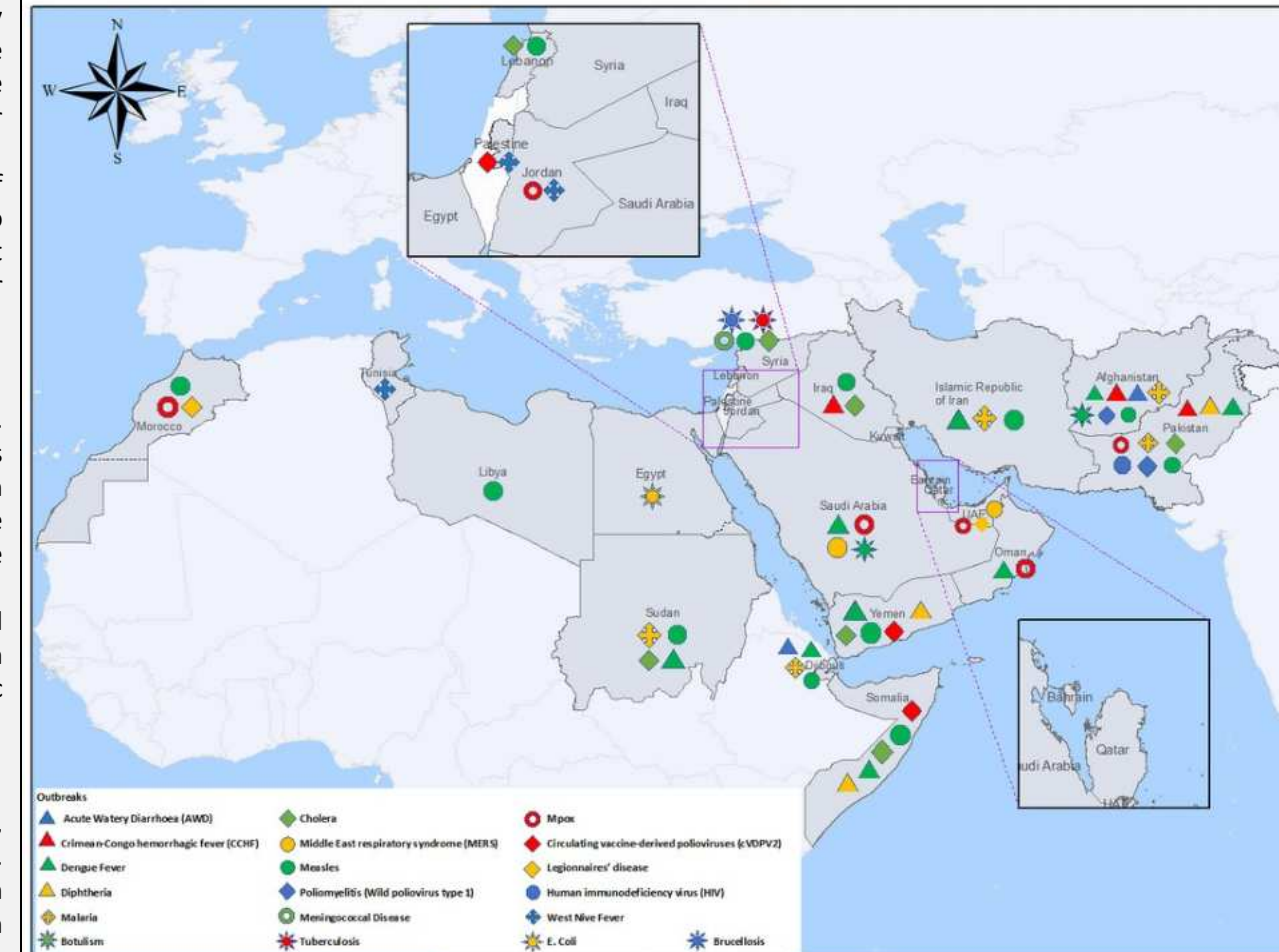 N
W
E
S
Lebanon
Syria
Iraq
Palestine
Jordan
Saudi Arabia
Egypt
Tunisia
Morocco
Libya
Egypt
Syria
Lebanon
Palestine
Jordan
Iraq
Kuwait
Islamic Republic
of Iran
Afghanistan
Pakistan
Bahrain
Qatar
Saudi Arabia
UAE
Oman
Yemen
Sudan
Djibouti
Somalia
Bahrain
Qatar
udi Arabia
UAE
Outbreaks
Acute Watery Diarrhoea (AWD)
Cholera
Mpox
Crimean-Congo hemorrhagic fever (CCHF)
Middle East respiratory syndrome (MERS)
Circulating vaccine-derived polioviruses (cVDPV2)
Dengue Fever
Measles
Legionnaires' disease
Diphtheria
Poliomyelitis (Wild poliovirus type 1)
Human immunodeficiency virus (HIV)
Malaria
Meningococcal Disease
West Nive Fever
Botulism
Tuberculosis
E. Coli
Brucellosis